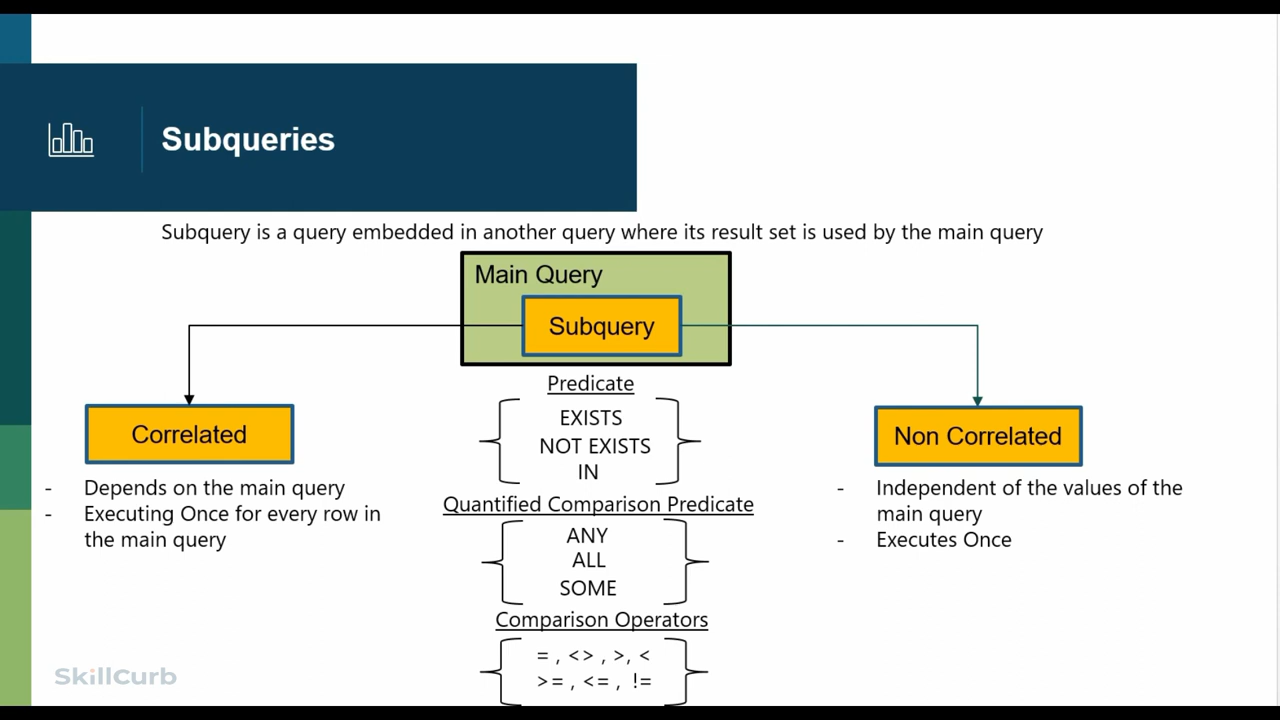 Subqueries
Subquery is a query embedded in another query where its result set is used by the main query
Main Query
Subquery
Predicate
EXISTS
NOT EXISTS
IN
Quantified Comparison Predicate
ANY
ALL
SOME
Comparison Operators
= , <> , >, <
>= , <= , !=
Correlated
- Depends on the main query
- Executing Once for every row in
the main query
Non Correlated
- Independent of the values of the
main query
- Executes Once
SkillCurb